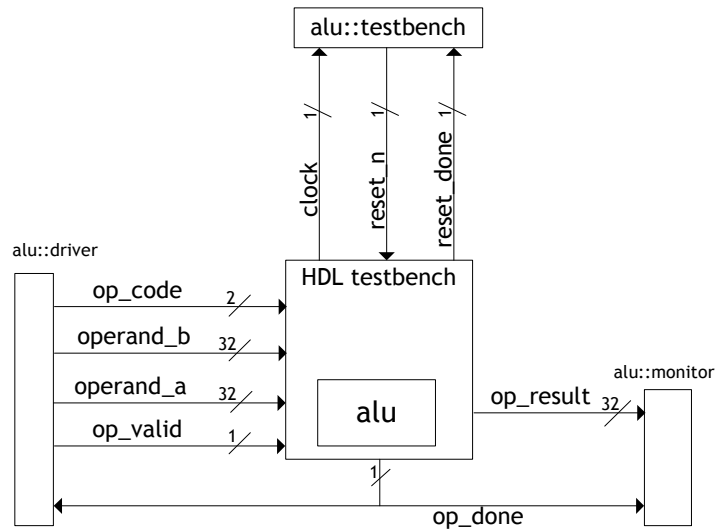 alu::testbench
1
1
1
clock
reset_n
reset_done
alu::driver
HDL testbench
op_code
2
operand_b
32
operand_a
32
op_valid
1
alu
alu::monitor
op_result
32
1
op_done